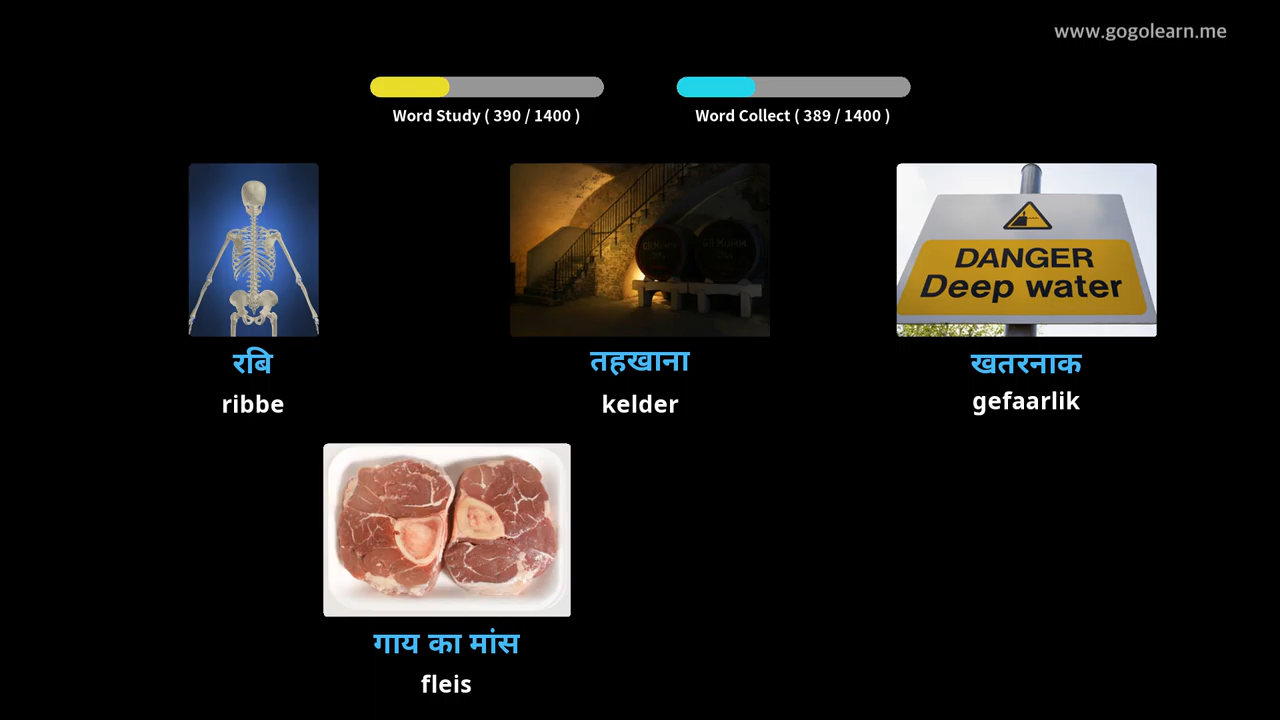 www.gogolearn.me
Word Study ( 390 / 1400 )
Word Collect ( 389 / 1400 )
DANGER
Deep water
रबि
तहखाना
खतरनाक
ribbe
kelder
gefaarlik
गाय का मांस
fleis